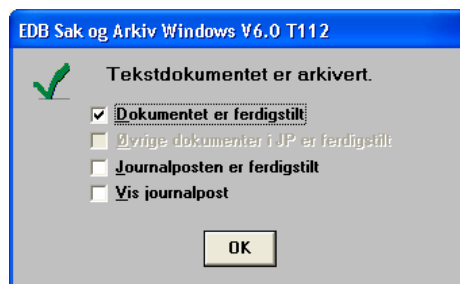 EDB Sak og Arkiv Windows V6.0 T112
Tekstdokumentet er arkivert.
Dokumentet er ferdigstilt
Øvrige dokumenter i JP er ferdigstilt
Journalposten er ferdigstilt
Vis journalpost
OK